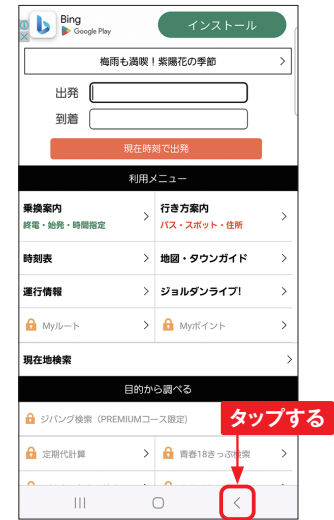 Bing
Google Play
インストール
梅雨も満喫！紫陽花の季節
出発
到着
現在時刻で出発
利用メニュー
乗換案内
終電・始発・時間指定
行き方案内
バス・スポット・住所
時刻表
地図・タウンガイド
運行情報
ジョルダンライブ!
Myルート
Myポイント
現在地検索
目的から調べる
ジパング検索（PREMIUMコース限定）
タップする
定期代計算
青春18きっぷ検索